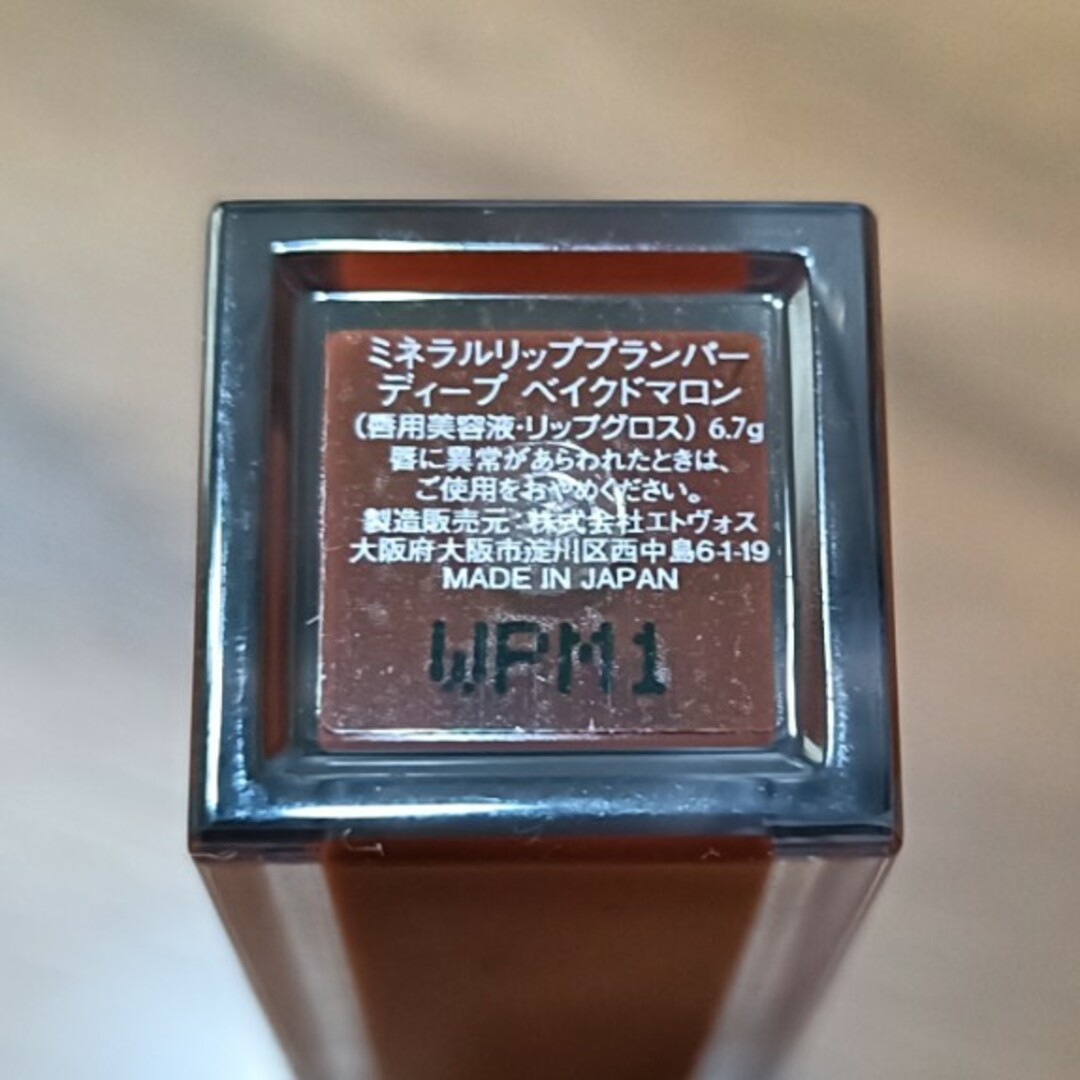 ミネラルリッププランパー
ディープ ベイクドマロン
(唇用美容液・リップグロス) 6.7g
唇に異常があらわれたときは、
ご使用をおやめください。
製造販売元:株式会社エトヴォス
大阪府大阪市淀川区西中島6-1-19
MADE IN JAPAN
WPM1